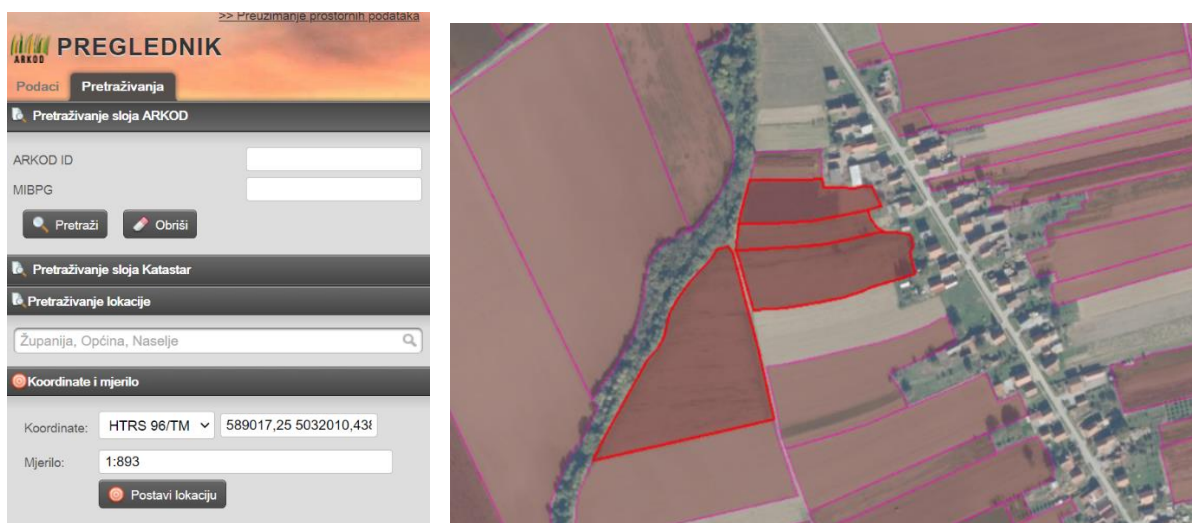 >> Preuzimanje prostornih podataka
ARKOD PREGLEDNIK
Podaci Pretraživanja
Pretraživanje sloja ARKOD
ARKOD ID
MIBPG
Pretraži Obriši
Pretraživanje sloja Katastar
Pretraživanje lokacije
Županija, Općina, Naselje
Koordinate i mjerilo
Koordinate: HTRS 96/TM 589017,25 5032010,438
Mjerilo: 1:893
Postavi lokaciju